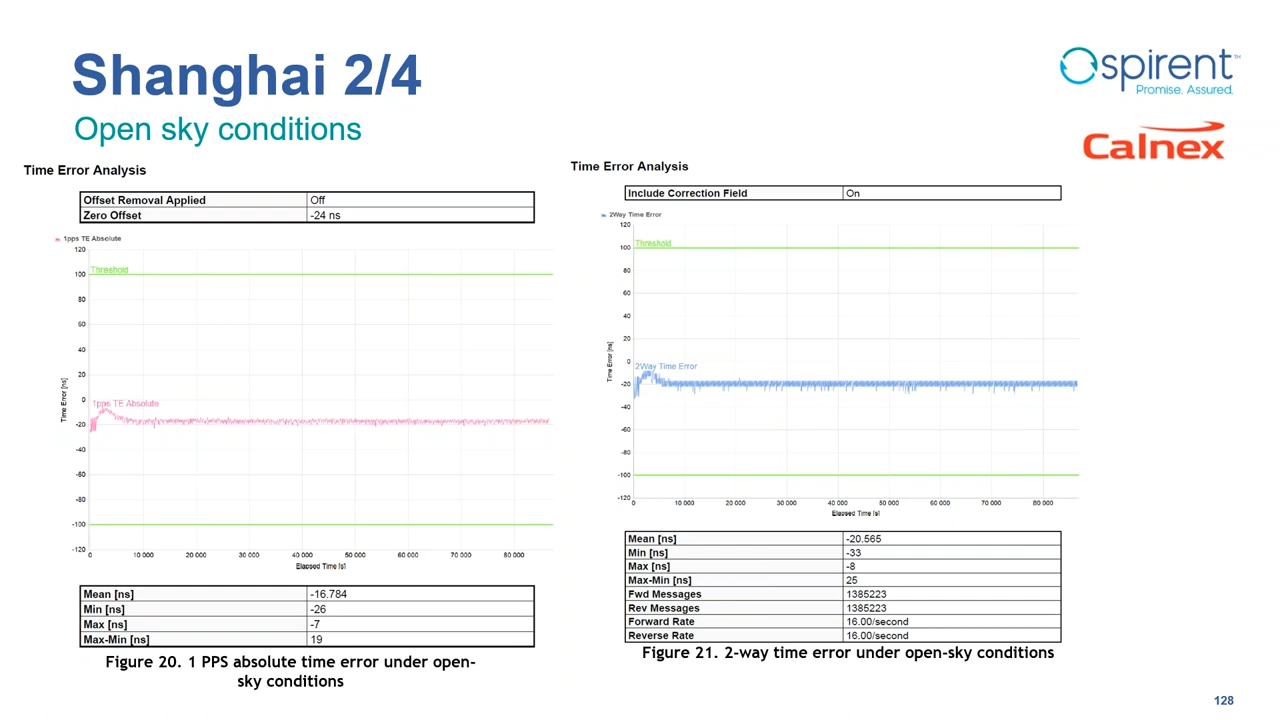 Shanghai 2/4
Open sky conditions
spirent™
Promise. Assured.
Calnex
Time Error Analysis
Offset Removal Applied Off
Zero Offset -24 ns
1pps TE Absolute
120
100
80
60
40
20
0
-20
-40
-60
-80
-100
-120
Time Error [ns]
Threshold
1pps TE Absolute
0 10 000 20 000 30 000 40 000 50 000 60 000 70 000 80 000
Elapsed Time [s]
Mean [ns] -16.784
Min [ns] -26
Max [ns] -7
Max-Min [ns] 19
Figure 20. 1 PPS absolute time error under open-
sky conditions
Time Error Analysis
Include Correction Field On
2Way Time Error
120
100
80
60
40
20
0
-20
-40
-60
-80
-100
-120
Time Error [ns]
Threshold
2Way Time Error
0 10 000 20 000 30 000 40 000 50 000 60 000 70 000 80 000
Elapsed Time [s]
Mean [ns] -20.565
Min [ns] -33
Max [ns] -8
Max-Min [ns] 25
Fwd Messages 1385223
Rev Messages 1385223
Forward Rate 16.00/second
Reverse Rate 16.00/second
Figure 21. 2-way time error under open-sky conditions
128